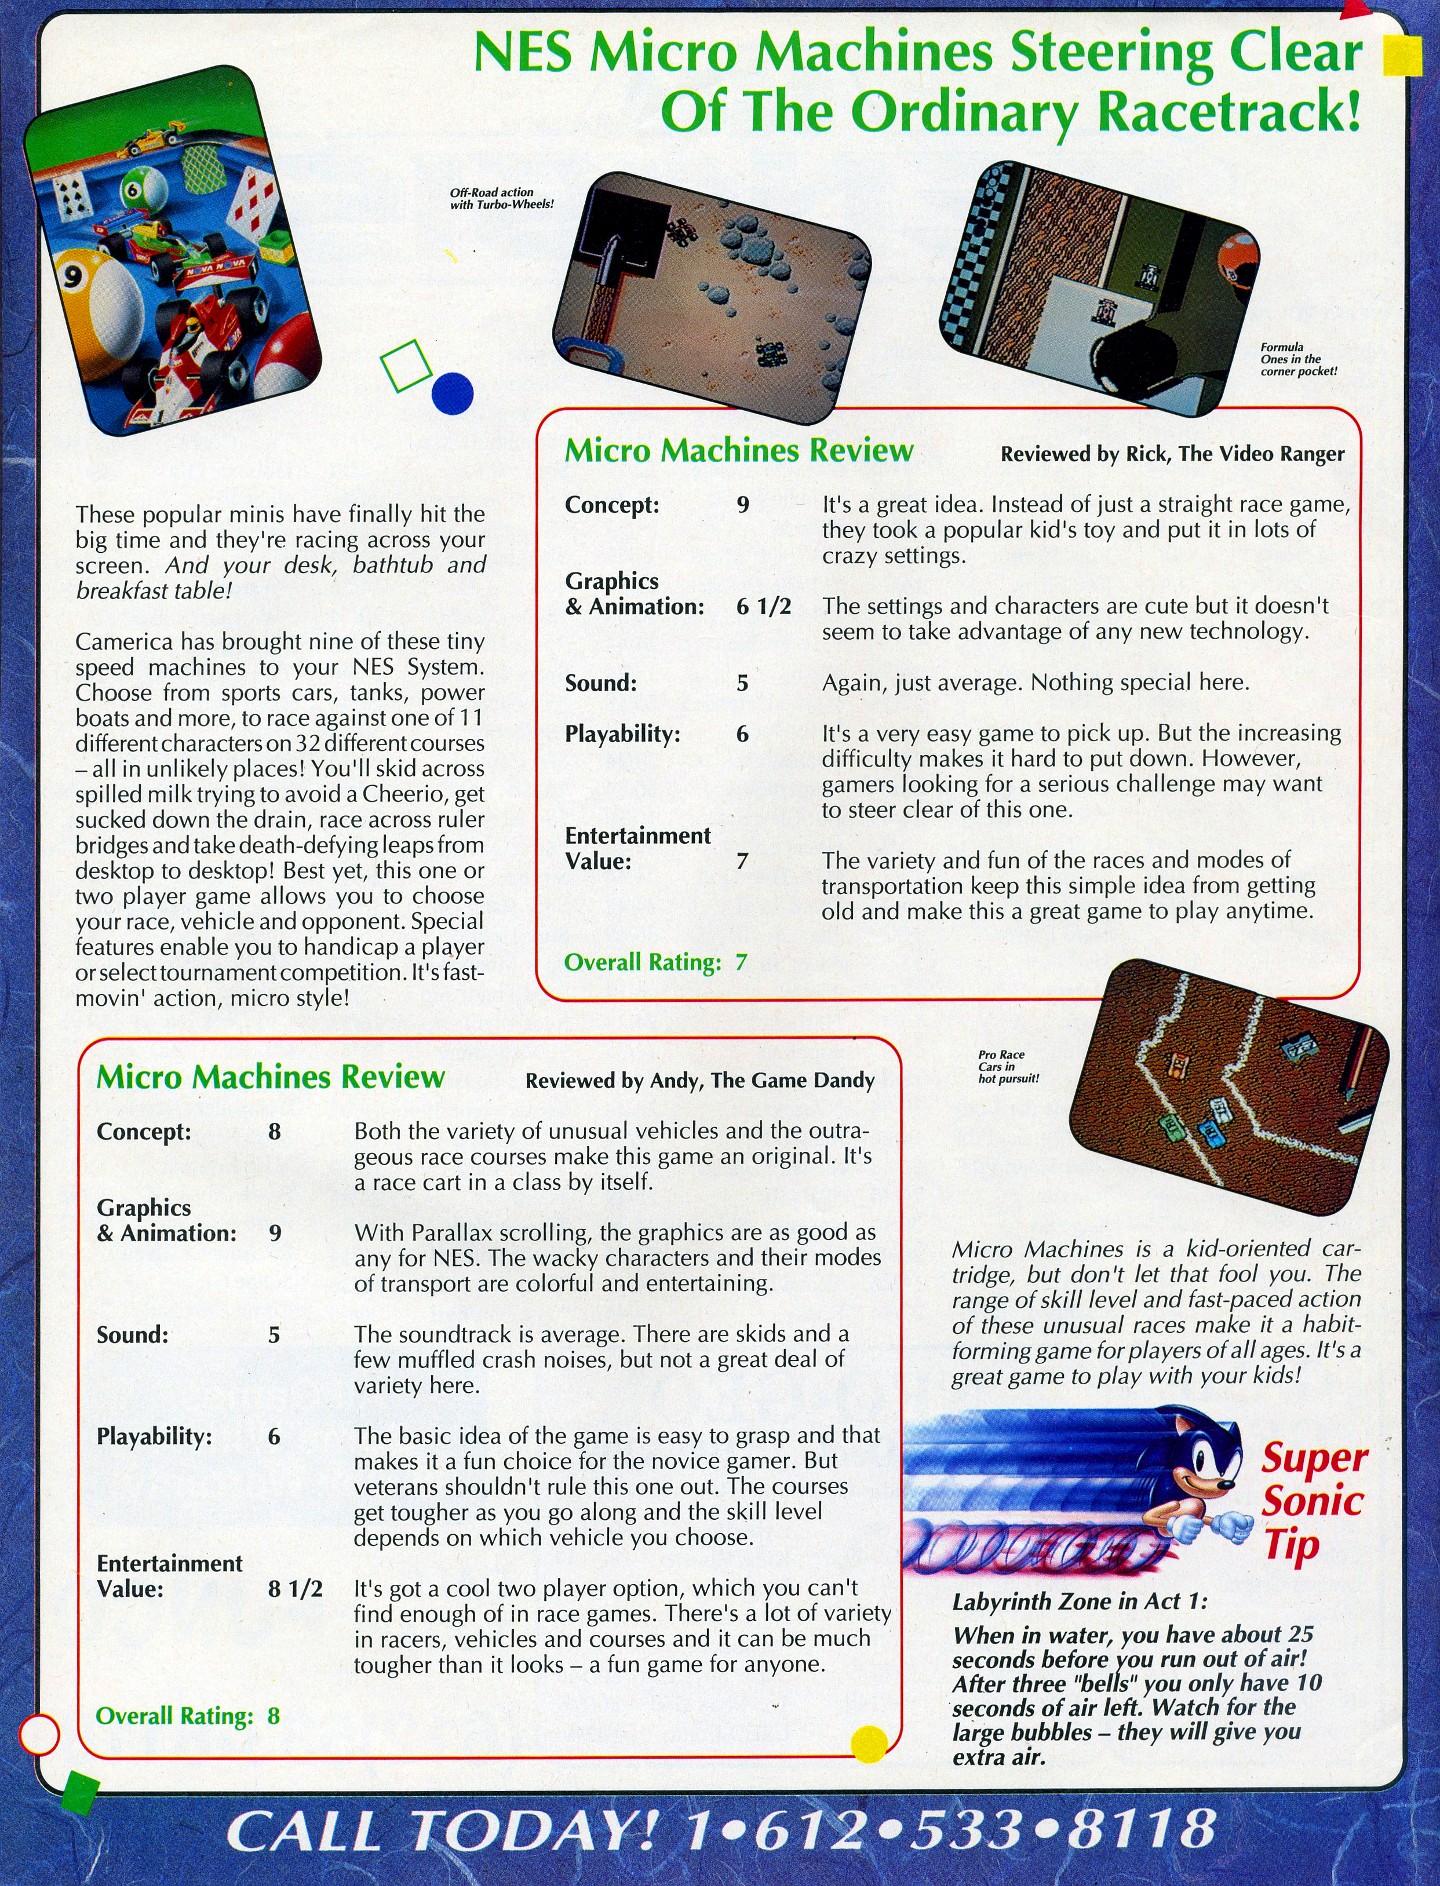 NES Micro Machines Steering Clear
Of The Ordinary Racetrack!
Off-Road action
with Turbo-Wheels!
Formula
Ones in the
corner pocket!
6
9
NOVA NOVA
These popular minis have finally hit the
big time and they're racing across your
screen. And your desk, bathtub and
breakfast table!
Camerica has brought nine of these tiny
speed machines to your NES System.
Choose from sports cars, tanks, power
boats and more, to race against one of 11
different characters on 32 different courses
– all in unlikely places! You'll skid across
spilled milk trying to avoid a Cheerio, get
sucked down the drain, race across ruler
bridges and take death-defying leaps from
desktop to desktop! Best yet, this one or
two player game allows you to choose
your race, vehicle and opponent. Special
features enable you to handicap a player
or select tournament competition. It's fast-
movin' action, micro style!
Micro Machines Review Reviewed by Rick, The Video Ranger
Concept: 9 It's a great idea. Instead of just a straight race game,
they took a popular kid's toy and put it in lots of
crazy settings.
Graphics
& Animation: 6 1/2 The settings and characters are cute but it doesn't
seem to take advantage of any new technology.
Sound: 5 Again, just average. Nothing special here.
Playability: 6 It's a very easy game to pick up. But the increasing
difficulty makes it hard to put down. However,
gamers looking for a serious challenge may want
to steer clear of this one.
Entertainment
Value: 7 The variety and fun of the races and modes of
transportation keep this simple idea from getting
old and make this a great game to play anytime.
Overall Rating: 7
Micro Machines Review Reviewed by Andy, The Game Dandy
Concept: 8 Both the variety of unusual vehicles and the outra-
geous race courses make this game an original. It's
a race cart in a class by itself.
Graphics
& Animation: 9 With Parallax scrolling, the graphics are as good as
any for NES. The wacky characters and their modes
of transport are colorful and entertaining.
Sound: 5 The soundtrack is average. There are skids and a
few muffled crash noises, but not a great deal of
variety here.
Playability: 6 The basic idea of the game is easy to grasp and that
makes it a fun choice for the novice gamer. But
veterans shouldn't rule this one out. The courses
get tougher as you go along and the skill level
depends on which vehicle you choose.
Entertainment
Value: 8 1/2 It's got a cool two player option, which you can't
find enough of in race games. There's a lot of variety
in racers, vehicles and courses and it can be much
tougher than it looks – a fun game for anyone.
Overall Rating: 8
Pro Race
Cars in
hot pursuit!
Micro Machines is a kid-oriented car-
tridge, but don't let that fool you. The
range of skill level and fast-paced action
of these unusual races make it a habit-
forming game for players of all ages. It's a
great game to play with your kids!
Super
Sonic
Tip
Labyrinth Zone in Act 1:
When in water, you have about 25
seconds before you run out of air!
After three "bells" you only have 10
seconds of air left. Watch for the
large bubbles – they will give you
extra air.
CALL TODAY! 1•612•533•8118